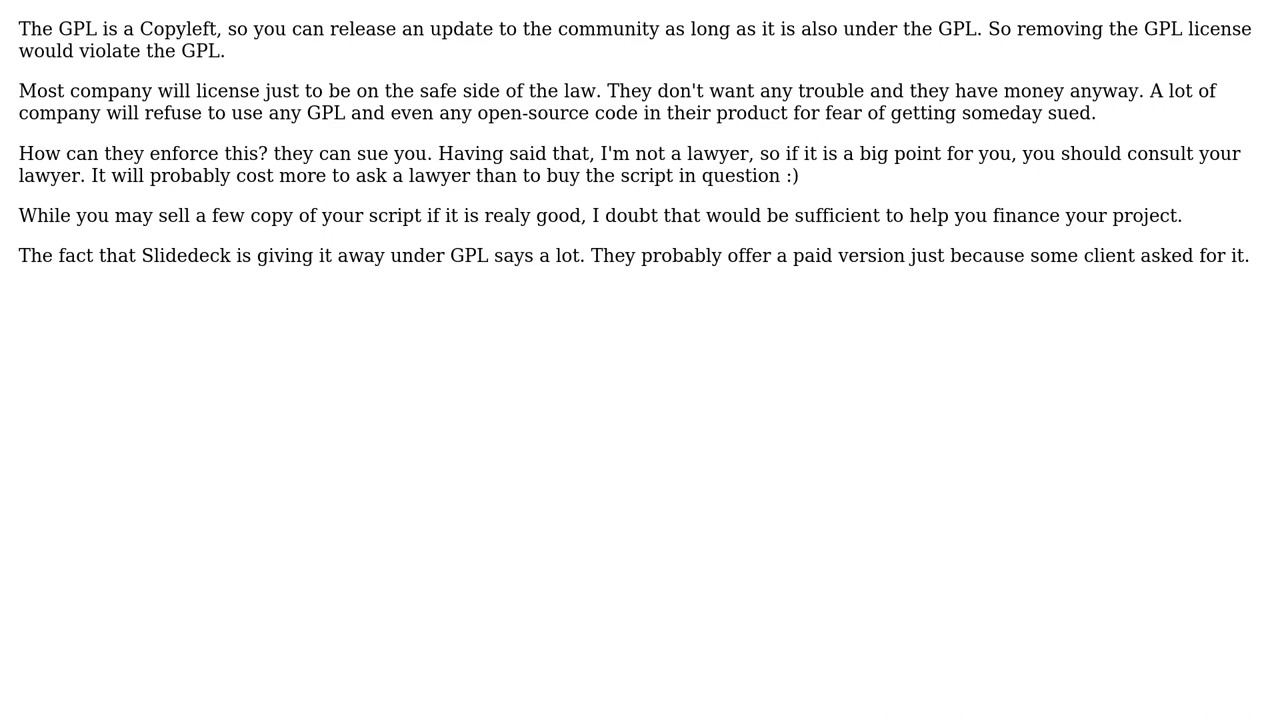 The GPL is a Copyleft, so you can release an update to the community as long as it is also under the GPL. So removing the GPL license
would violate the GPL.
Most company will license just to be on the safe side of the law. They don't want any trouble and they have money anyway. A lot of
company will refuse to use any GPL and even any open-source code in their product for fear of getting someday sued.
How can they enforce this? they can sue you. Having said that, I'm not a lawyer, so if it is a big point for you, you should consult your
lawyer. It will probably cost more to ask a lawyer than to buy the script in question :)
While you may sell a few copy of your script if it is realy good, I doubt that would be sufficient to help you finance your project.
The fact that Slidedeck is giving it away under GPL says a lot. They probably offer a paid version just because some client asked for it.